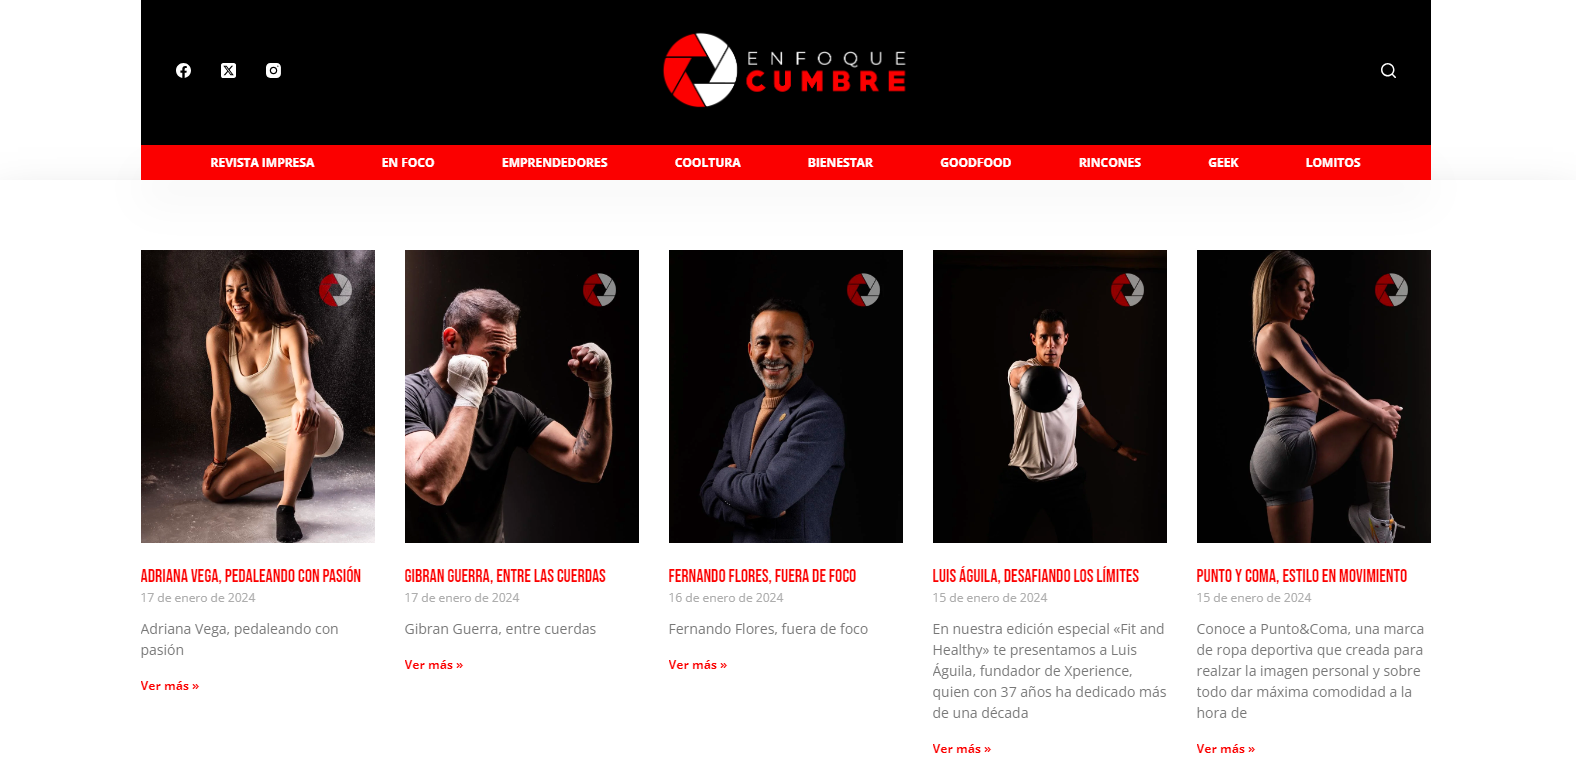 ENFOQUE
CUMBRE
REVISTA IMPRESA
EN FOCO
EMPRENDEDORES
COOLTURA
BIENESTAR
GOODFOOD
RINCONES
GEEK
LOMITOS
ADRIANA VEGA, PEDALEANDO CON PASIÓN
17 de enero de 2024
Adriana Vega, pedaleando con
pasión
Ver más »
GIBRAN GUERRA, ENTRE LAS CUERDAS
17 de enero de 2024
Gibran Guerra, entre cuerdas
Ver más »
FERNANDO FLORES, FUERA DE FOCO
16 de enero de 2024
Fernando Flores, fuera de foco
Ver más »
LUIS ÁGUILA, DESAFIANDO LOS LÍMITES
15 de enero de 2024
En nuestra edición especial «Fit and
Healthy» te presentamos a Luis
Águila, fundador de Xperience,
quien con 37 años ha dedicado más
de una década
Ver más »
PUNTO Y COMA, ESTILO EN MOVIMIENTO
15 de enero de 2024
Conoce a Punto&Coma, una marca
de ropa deportiva que creada para
realzar la imagen personal y sobre
todo dar máxima comodidad a la
hora de
Ver más »